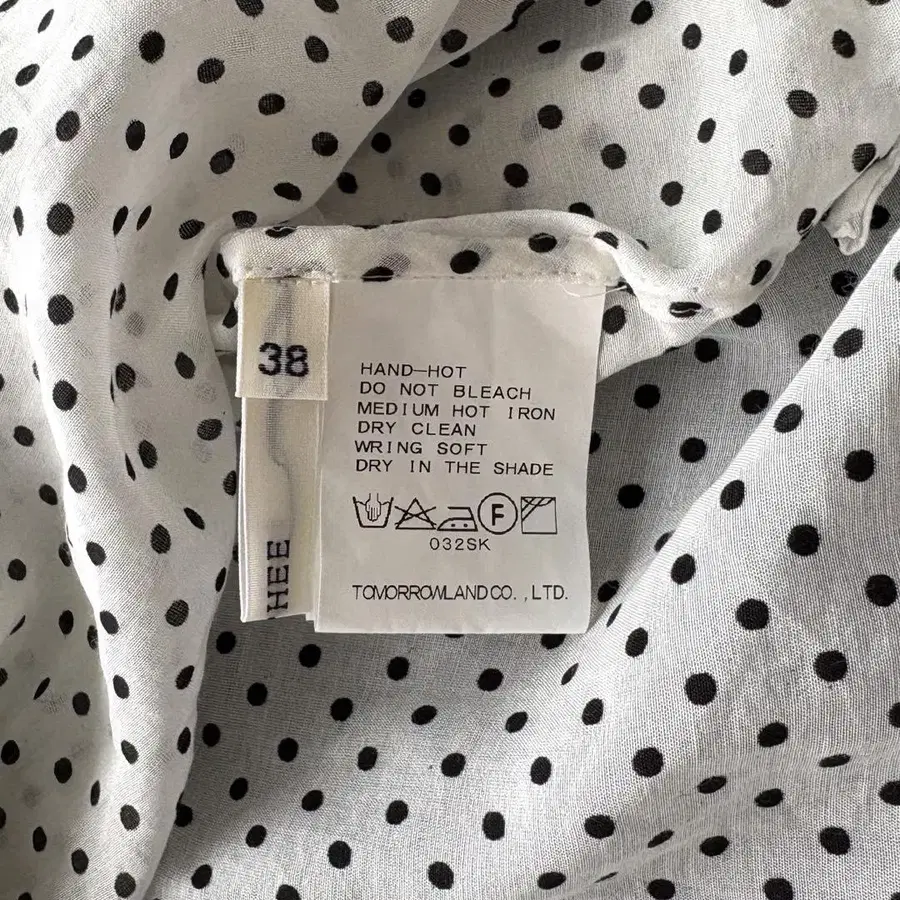 38
HAND-HOT
DO NOT BLEACH
MEDIUM HOT IRON
DRY CLEAN
WRING SOFT
DRY IN THE SHADE
F
032SK
TOMORROWLAND CO.,LTD.
HEE